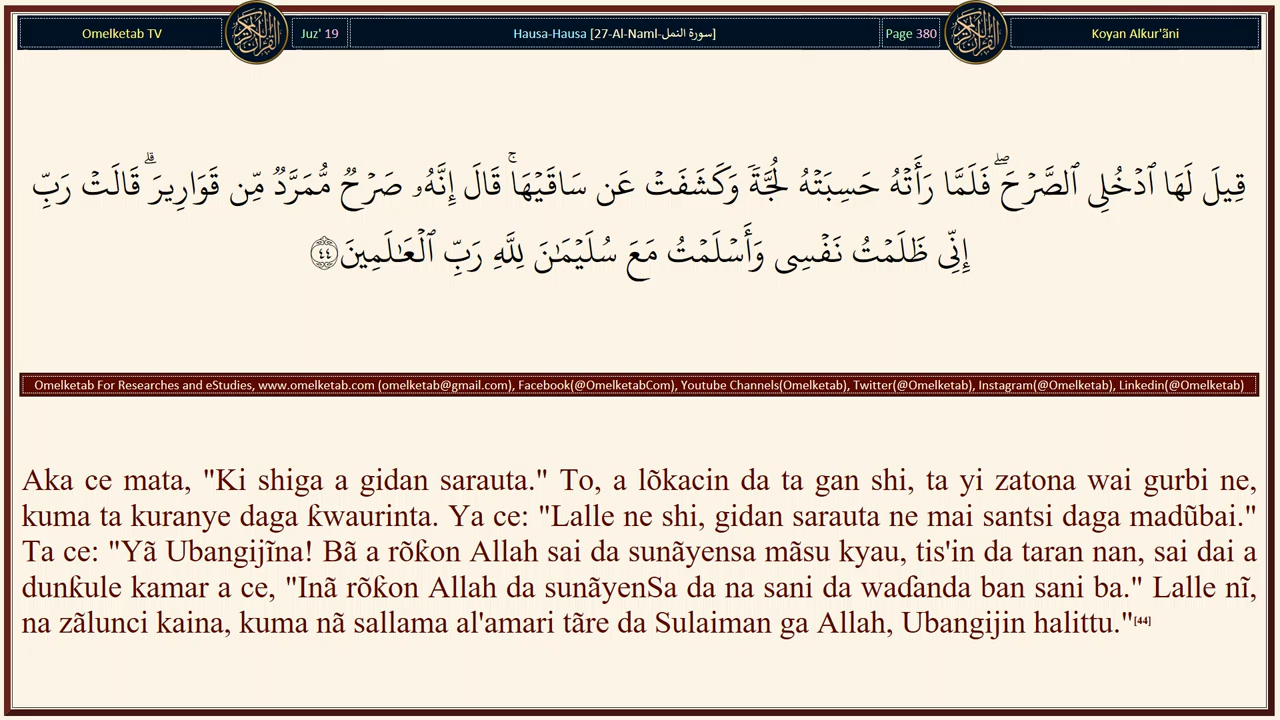 Omelketab TV
Juz' 19
Hausa-Hausa [27-Al-Naml-سورة النمل]
Page 380
Koyan Alƙur'ãni
قِيلَ لَهَا ٱدْخُلِى ٱلصَّرْحَ ۖ فَلَمَّا رَأَتْهُ حَسِبَتْهُ لُجَّةً وَكَشَفَتْ عَن سَاقَيْهَا ۚ قَالَ إِنَّهُۥ صَرْحٌ مُّمَرَّدٌ مِّن قَوَارِيرَ ۗ قَالَتْ رَبِّ
إِنِّى ظَلَمْتُ نَفْسِى وَأَسْلَمْتُ مَعَ سُلَيْمَـٰنَ لِلَّهِ رَبِّ ٱلْعَـٰلَمِينَ ٤٤
Omelketab For Researches and eStudies, www.omelketab.com (omelketab@gmail.com), Facebook(@OmelketabCom), Youtube Channels(Omelketab), Twitter(@Omelketab), Instagram(@Omelketab), Linkedin(@Omelketab)
Aka ce mata, "Ki shiga a gidan sarauta." To, a lõkacin da ta gan shi, ta yi zatona wai gurbi ne,
kuma ta kuranye daga ƙwaurinta. Ya ce: "Lalle ne shi, gidan sarauta ne mai santsi daga madũbai."
Ta ce: "Yã Ubangijĩna! Bã a rõƙon Allah sai da sunãyensa mãsu kyau, tis'in da taran nan, sai dai a
dunƙule kamar a ce, "Inã rõƙon Allah da sunãyenSa da na sani da waɗanda ban sani ba." Lalle nĩ,
na zãlunci kaina, kuma nã sallama al'amari tãre da Sulaiman ga Allah, Ubangijin halittu."[44]